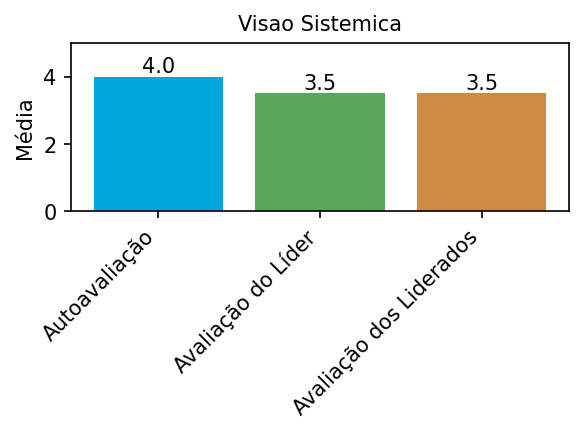 Visao Sistemica
Média
4
2
0
4.0
3.5
3.5
Autoavaliação
Avaliação do Líder
Avaliação dos Liderados